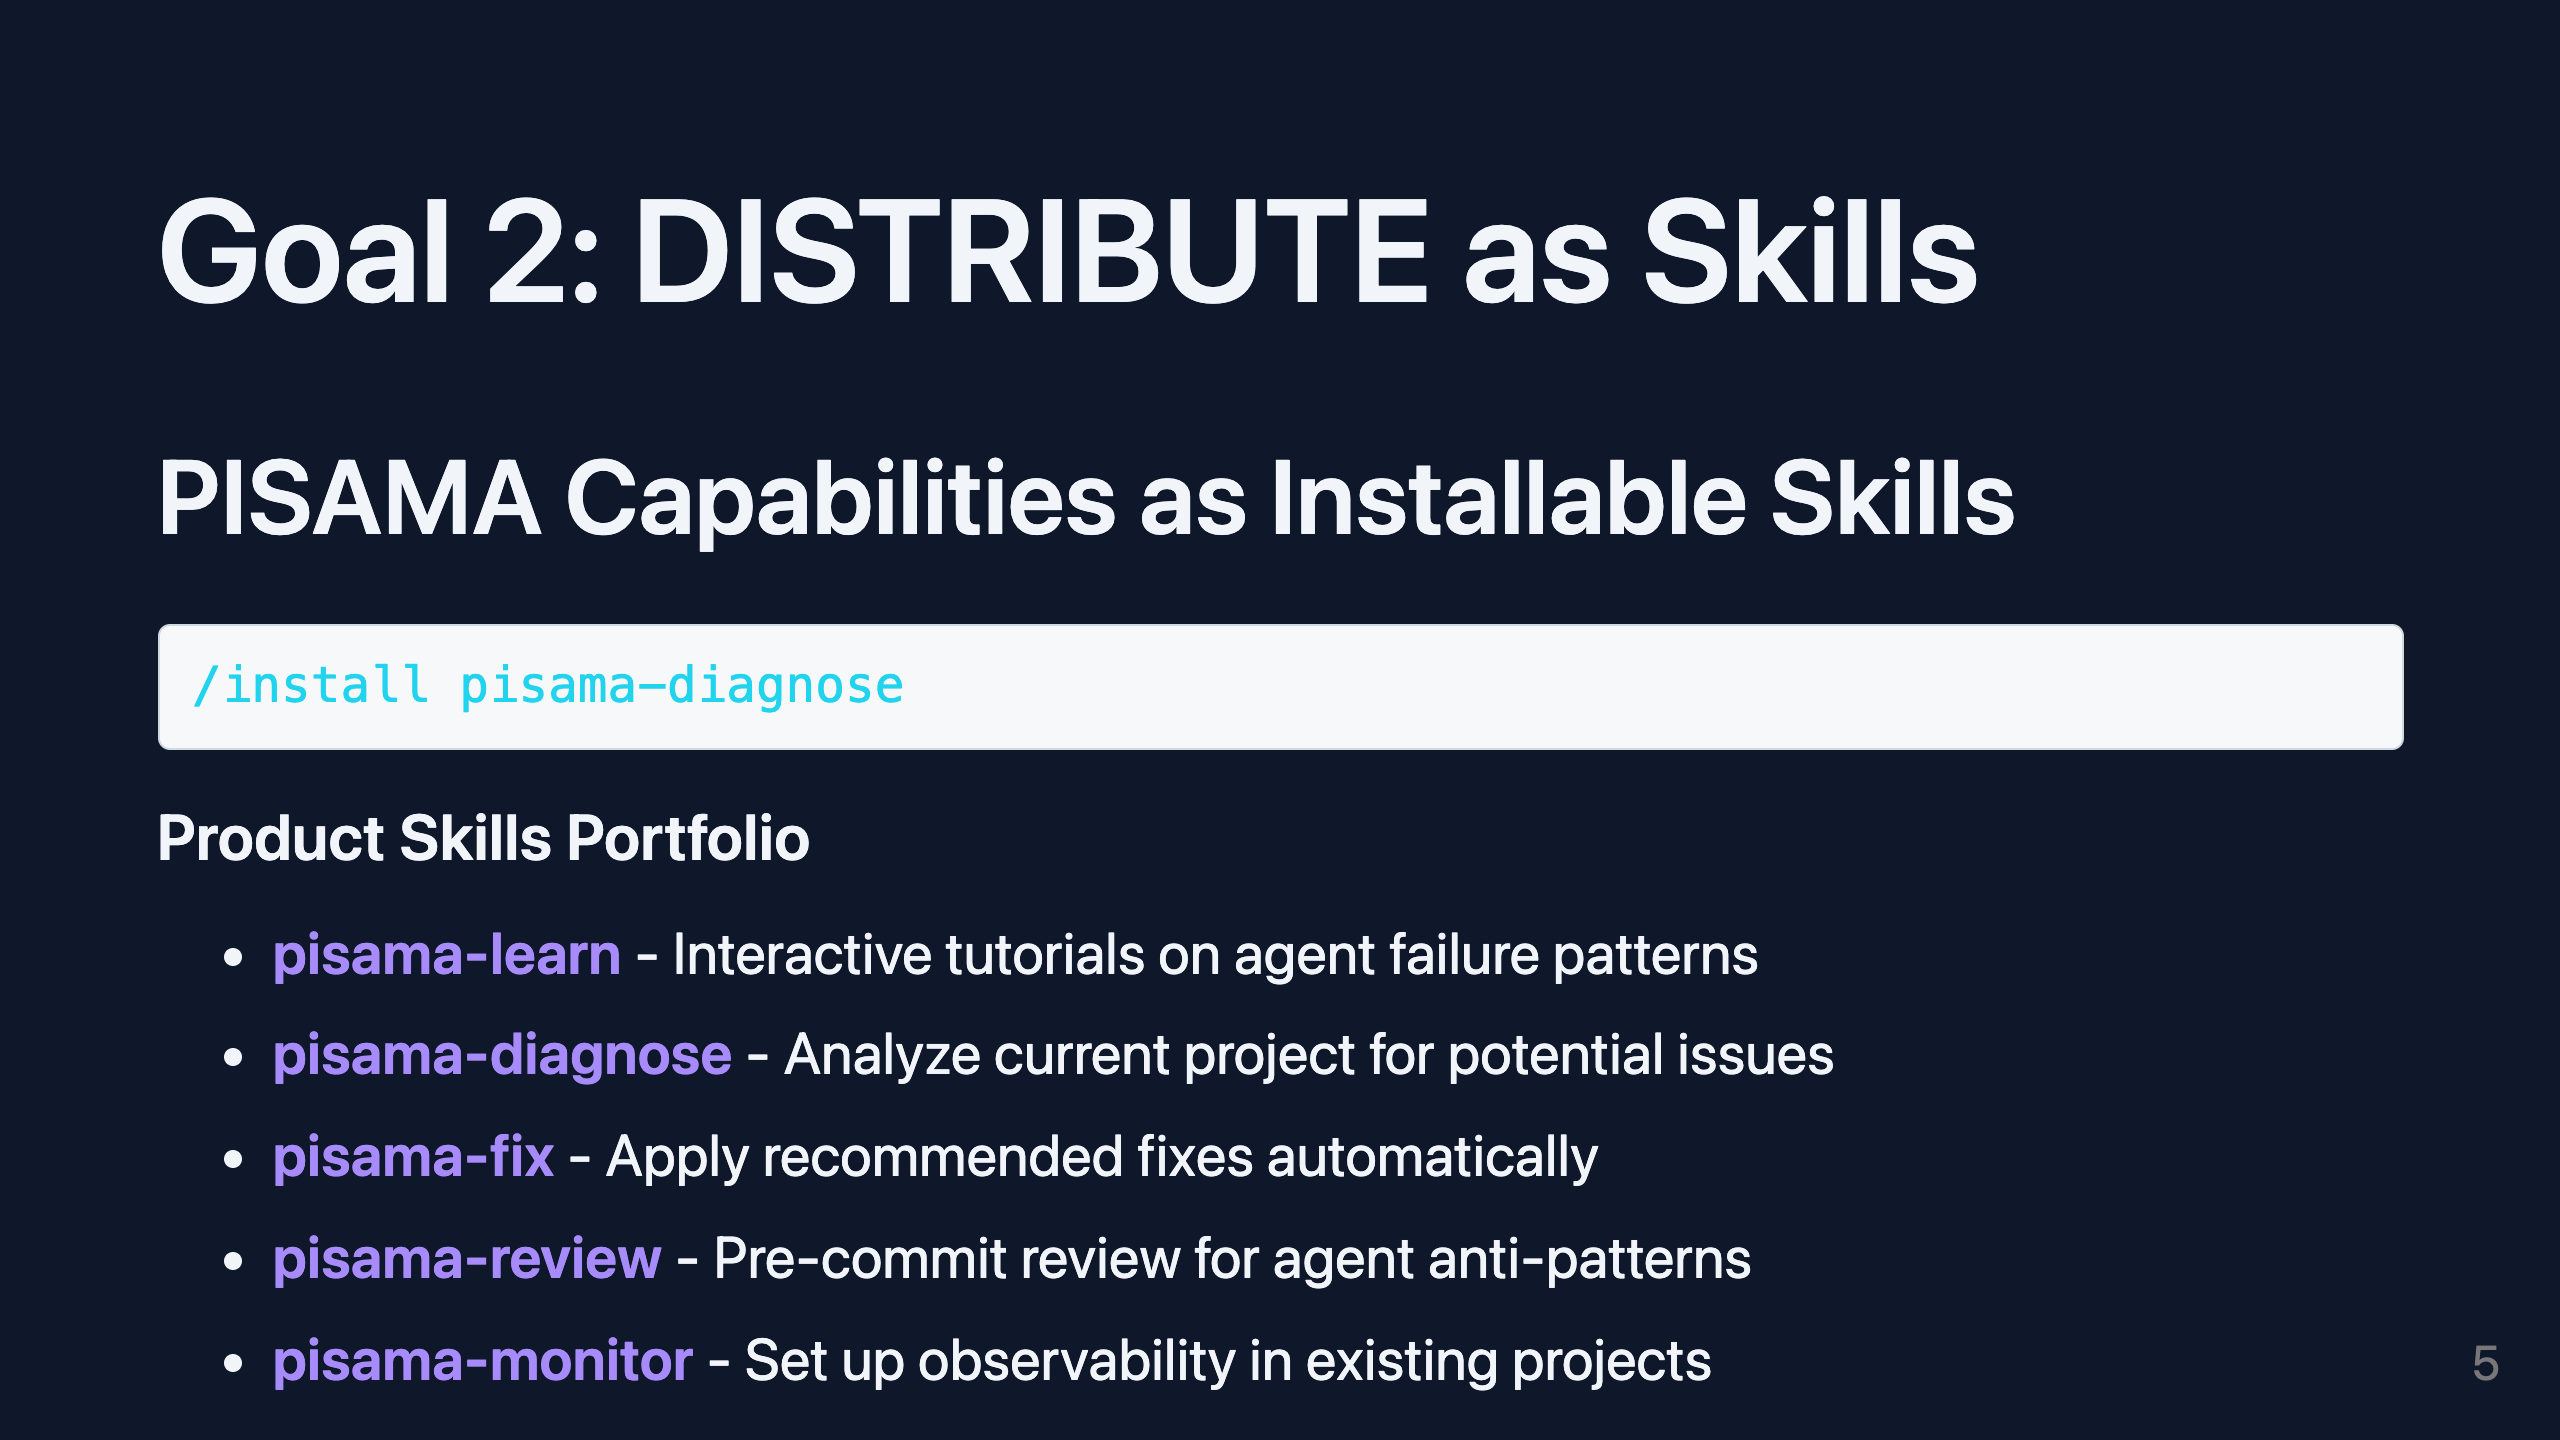 Goal 2: DISTRIBUTE as Skills
PISAMA Capabilities as Installable Skills
/install pisama-diagnose
Product Skills Portfolio
• pisama-learn - Interactive tutorials on agent failure patterns
• pisama-diagnose - Analyze current project for potential issues
• pisama-fix - Apply recommended fixes automatically
• pisama-review - Pre-commit review for agent anti-patterns
• pisama-monitor - Set up observability in existing projects
5